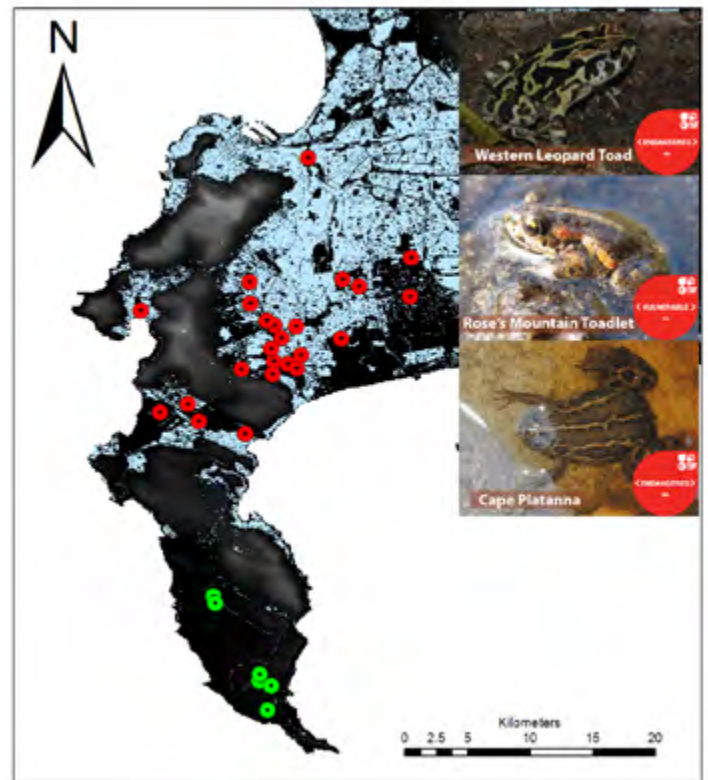 N
Western Leopard Toad
< ENDANGERED >
Rose's Mountain Toadlet
< VULNERABLE >
Cape Platanna
< ENDANGERED >
Kilometers
0 2.5 5 10 15 20